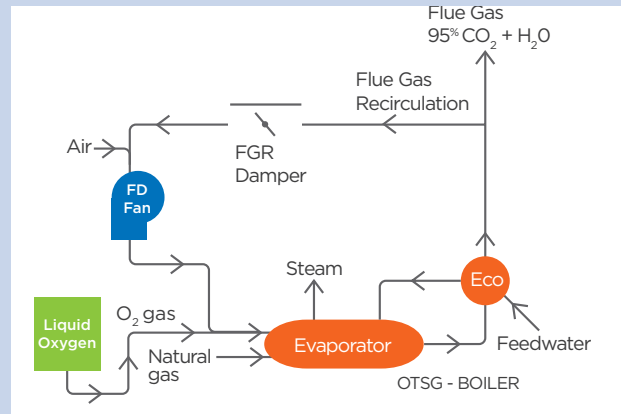 Flue Gas
95% CO₂ + H₂0
Flue Gas
Recirculation
Air
FGR
Damper
FD
Fan
Steam
Eco
Liquid
Oxygen
O₂ gas
Natural
gas
Evaporator
Feedwater
OTSG - BOILER